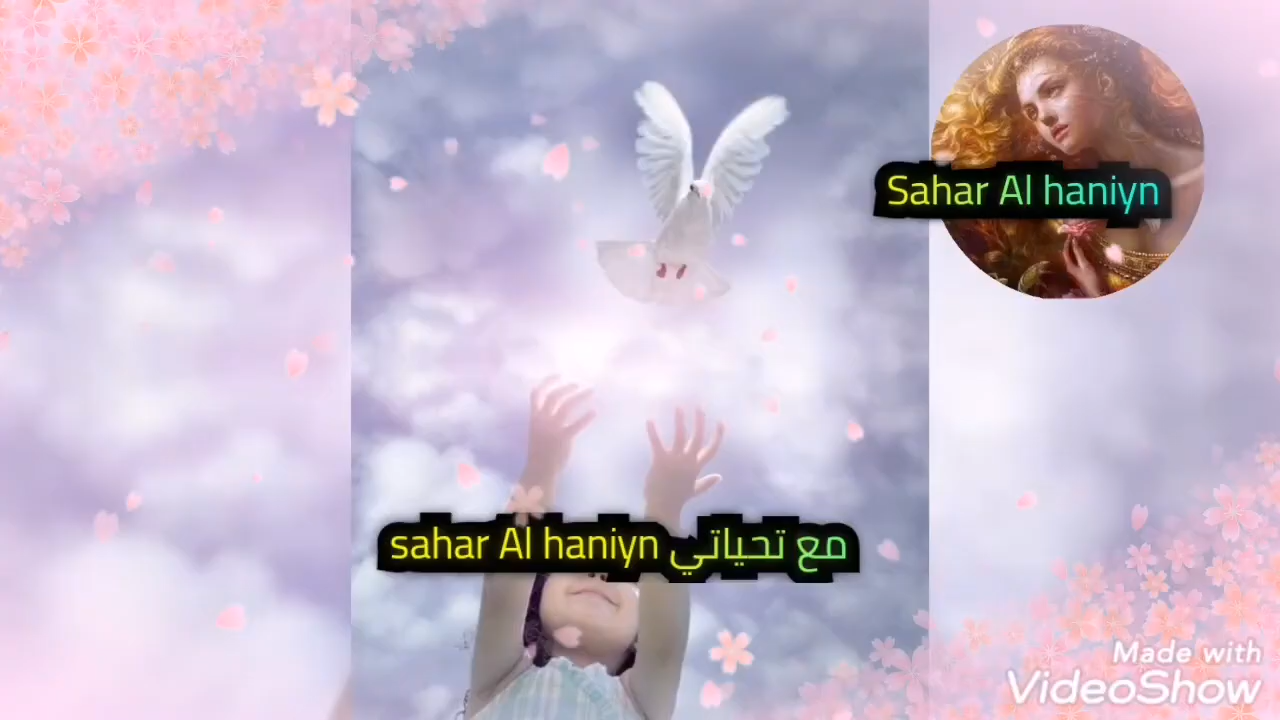 Sahar Al haniyn
مع تحياتي sahar Al haniyn
Made with
VideoShow